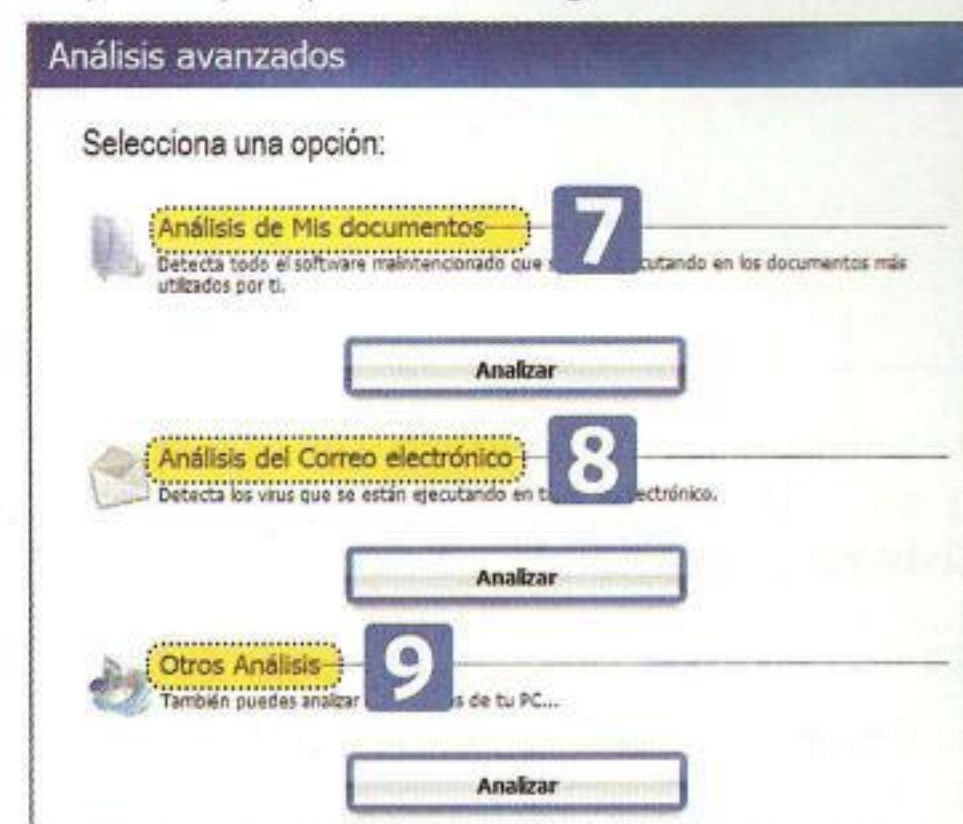 Análisis avanzados
Selecciona una opción:
Análisis de Mis documentos
7
Detecta todo el software malintencionado que s cutando en los documentos más
utilizados por ti.
Analizar
Análisis del Correo electrónico
8
Detecta los virus que se están ejecutando en t ectrónico.
Analizar
Otros Análisis
9
También puedes analizar s de tu PC...
Analizar